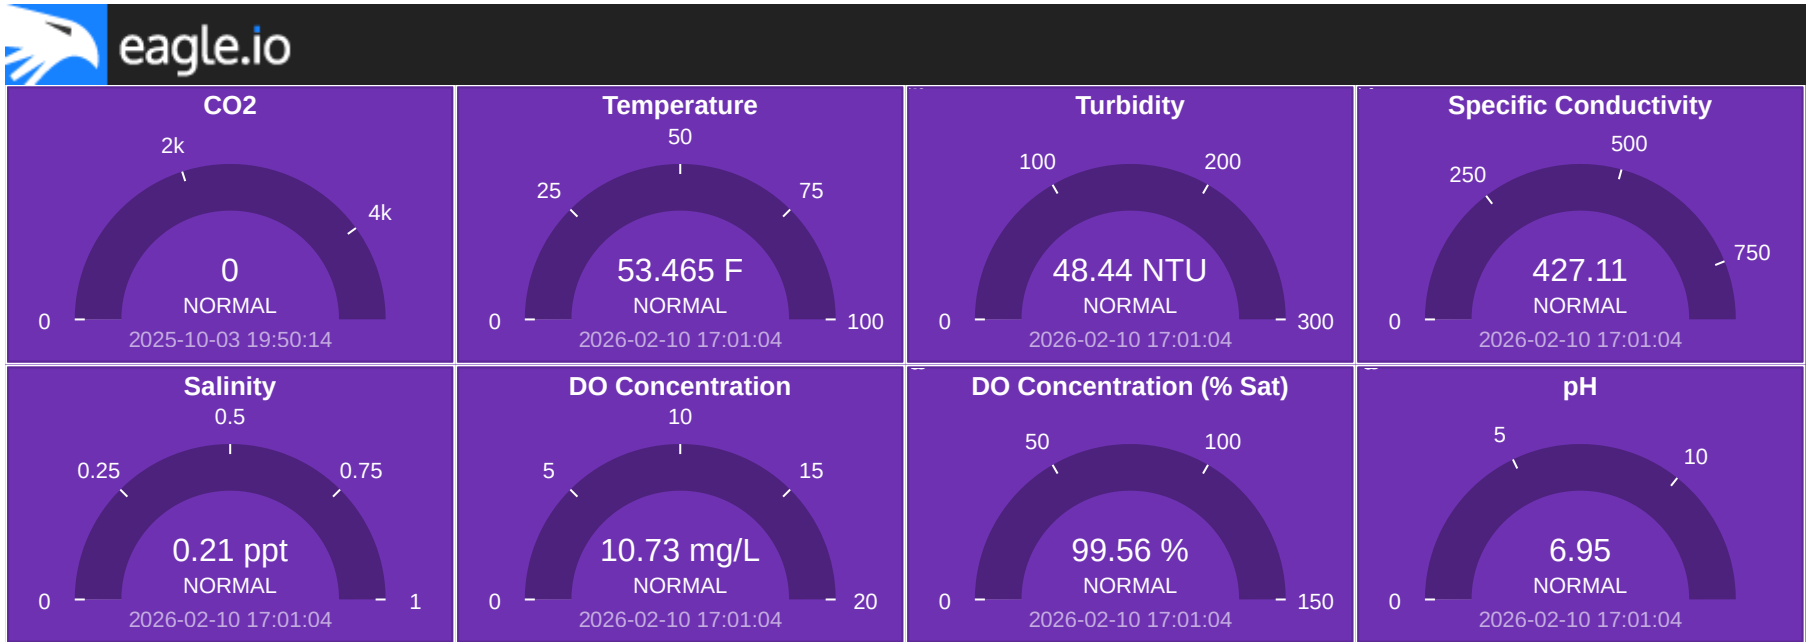 eagle.io
CO2
2k
4k
0
0
NORMAL
2025-10-03 19:50:14
Temperature
50
25
75
53.465 F
NORMAL
0
100
2026-02-10 17:01:04
Turbidity
100
200
48.44 NTU
NORMAL
0
300
2026-02-10 17:01:04
Specific Conductivity
500
250
750
427.11
NORMAL
0
2026-02-10 17:01:04
Salinity
0.5
0.25
0.75
0.21 ppt
NORMAL
0
1
2026-02-10 17:01:04
DO Concentration
10
5
15
10.73 mg/L
NORMAL
0
20
2026-02-10 17:01:04
DO Concentration (% Sat)
50
100
99.56 %
NORMAL
0
150
2026-02-10 17:01:04
pH
5
10
6.95
NORMAL
0
2026-02-10 17:01:04